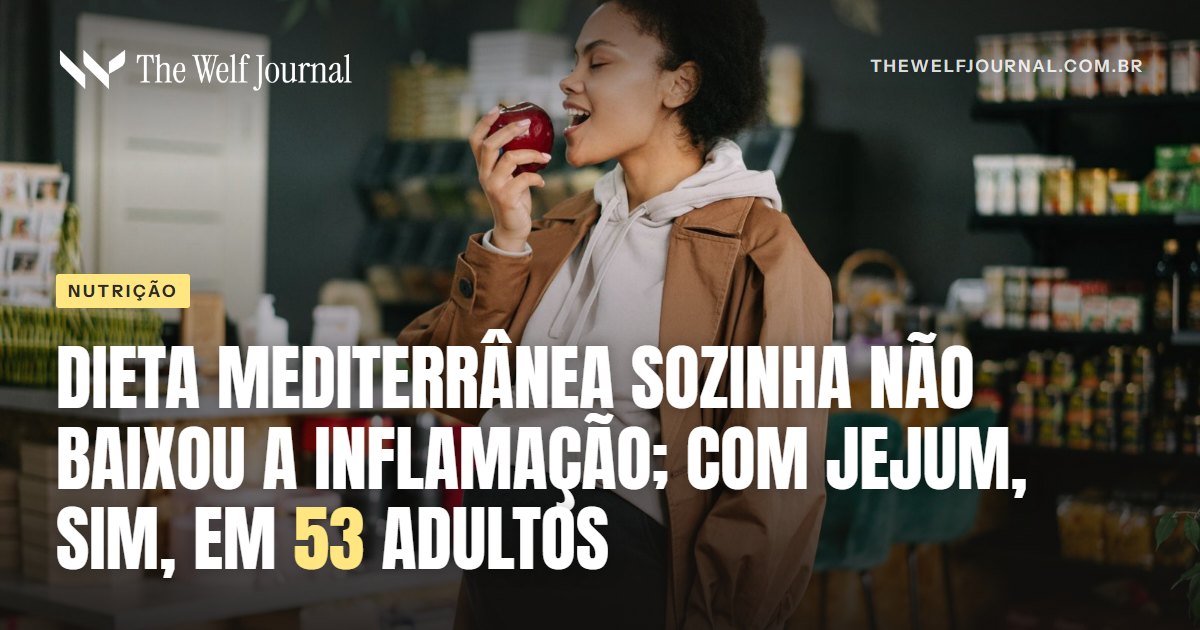 The Welf Journal
THEWELFJOURNAL.COM.BR
NUTRIÇÃO
DIETA MEDITERRÂNEA SOZINHA NÃO
BAIXOU A INFLAMAÇÃO; COM JEJUM,
SIM, EM 53 ADULTOS